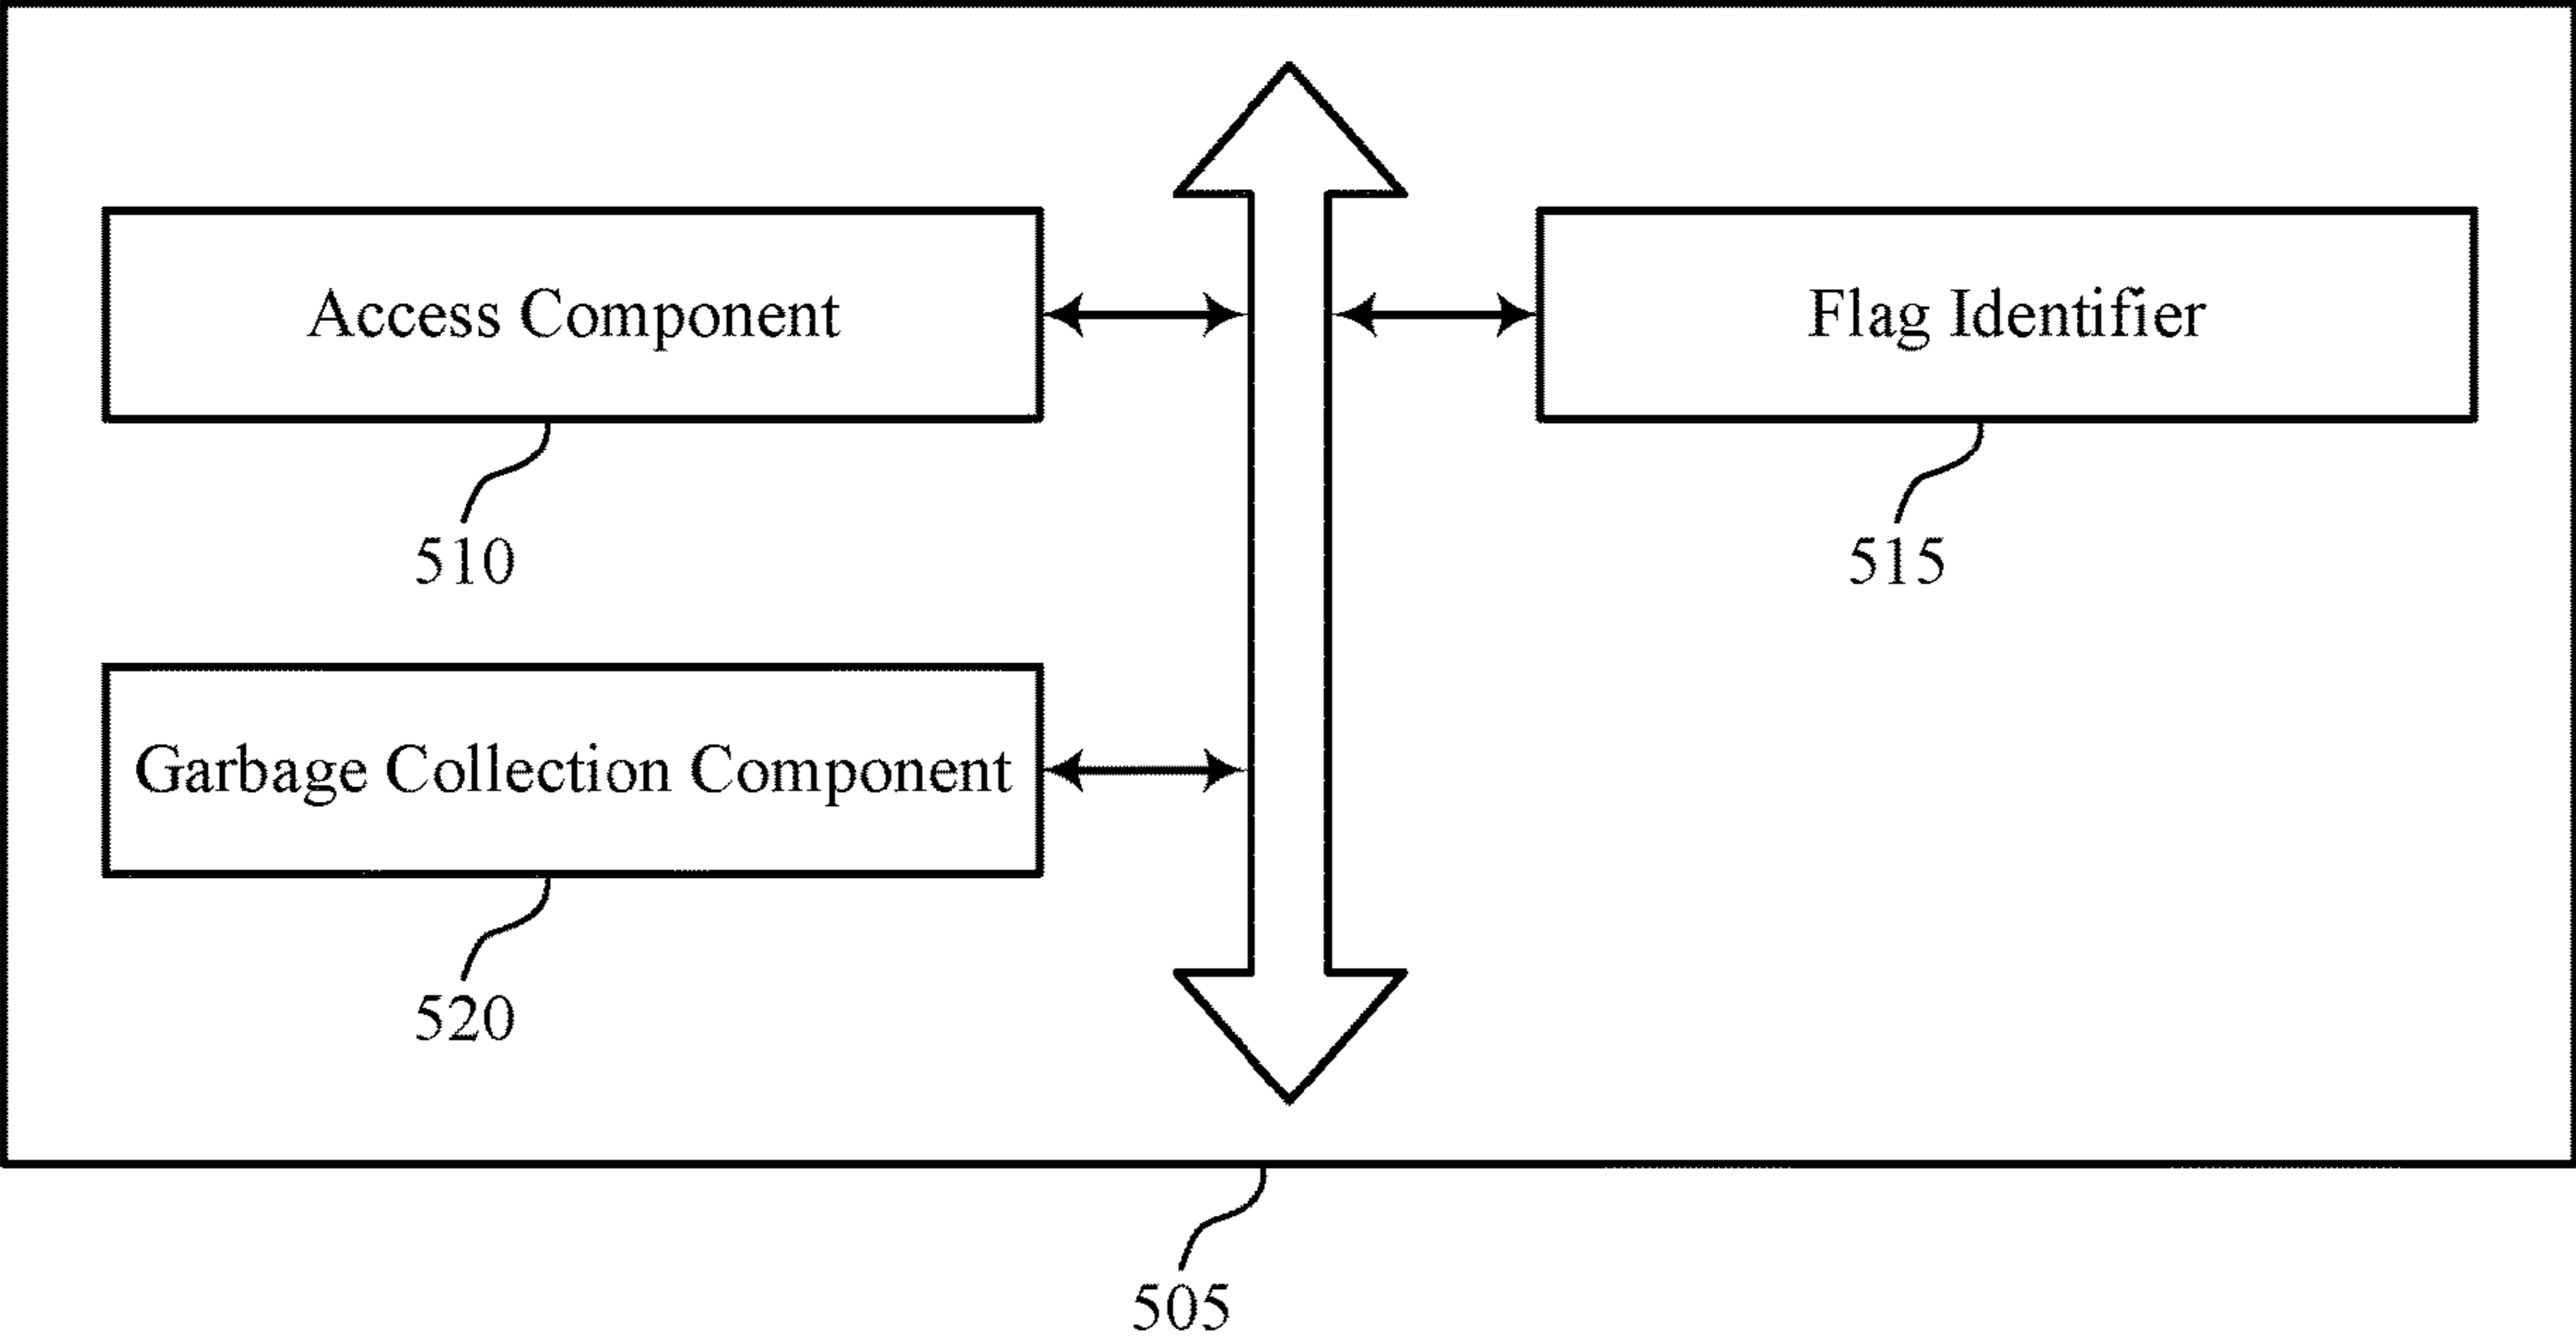 Access Component
Flag Identifier
510
515
Garbage Collection Component
520
505